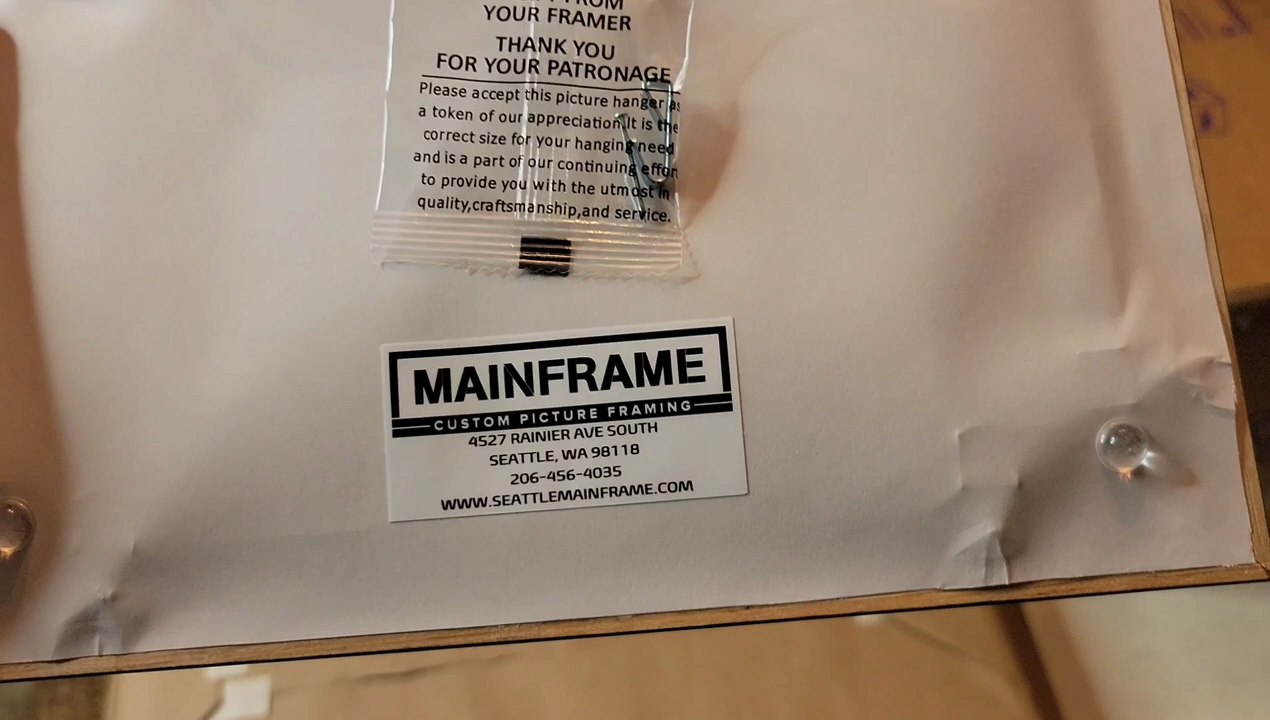 FROM
YOUR FRAMER
THANK YOU
FOR YOUR PATRONAGE
Please accept this picture hanger as
a token of our appreciation.It is the
correct size for your hanging need
and is a part of our continuing effort
to provide you with the utmost in
quality,craftsmanship,and service.
MAINFRAME
CUSTOM PICTURE FRAMING
4527 RAINIER AVE SOUTH
SEATTLE, WA 98118
206-456-4035
WWW.SEATTLEMAINFRAME.COM